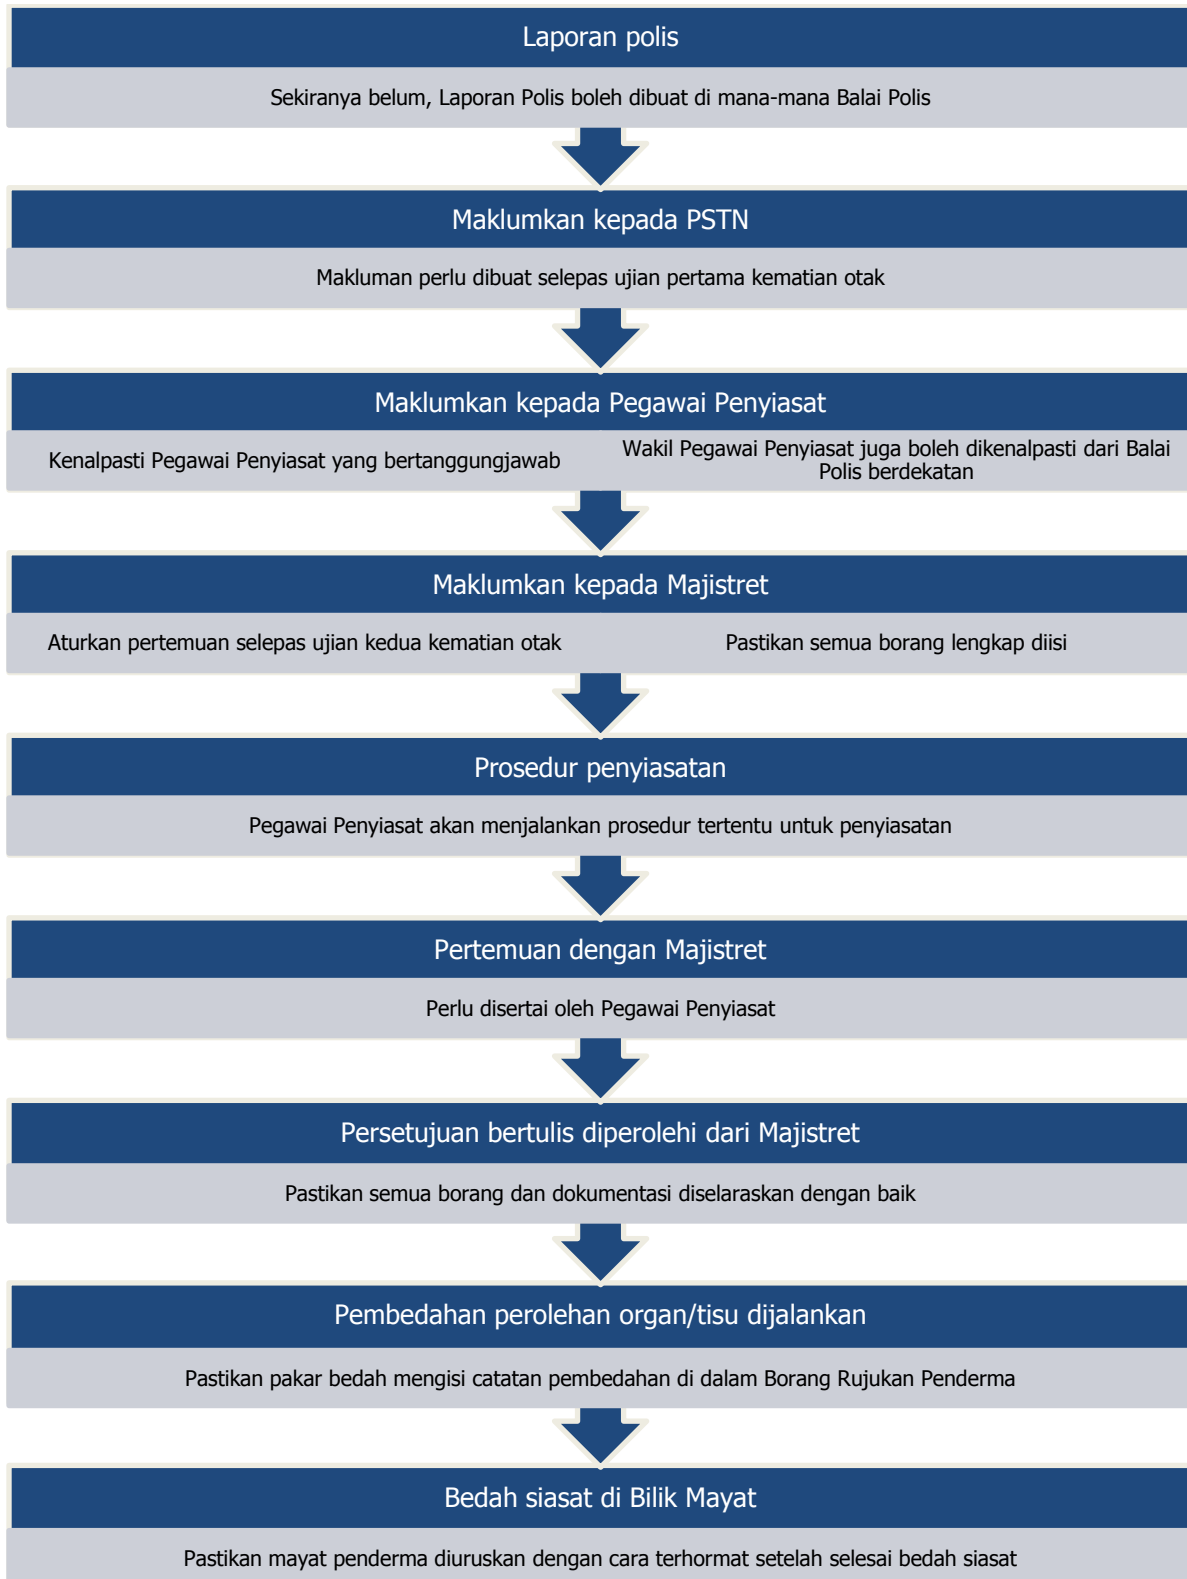 Laporan polis
Sekiranya belum, Laporan Polis boleh dibuat di mana-mana Balai Polis
Maklumkan kepada PSTN
Makluman perlu dibuat selepas ujian pertama kematian otak
Maklumkan kepada Pegawai Penyiasat
Kenalpasti Pegawai Penyiasat yang bertanggungjawab
Wakil Pegawai Penyiasat juga boleh dikenalpasti dari Balai
Polis berdekatan
Maklumkan kepada Majistret
Aturkan pertemuan selepas ujian kedua kematian otak
Pastikan semua borang lengkap diisi
Prosedur penyiasatan
Pegawai Penyiasat akan menjalankan prosedur tertentu untuk penyiasatan
Pertemuan dengan Majistret
Perlu disertai oleh Pegawai Penyiasat
Persetujuan bertulis diperolehi dari Majistret
Pastikan semua borang dan dokumentasi diselaraskan dengan baik
Pembedahan perolehan organ/tisu dijalankan
Pastikan pakar bedah mengisi catatan pembedahan di dalam Borang Rujukan Penderma
Bedah siasat di Bilik Mayat
Pastikan mayat penderma diuruskan dengan cara terhormat setelah selesai bedah siasat